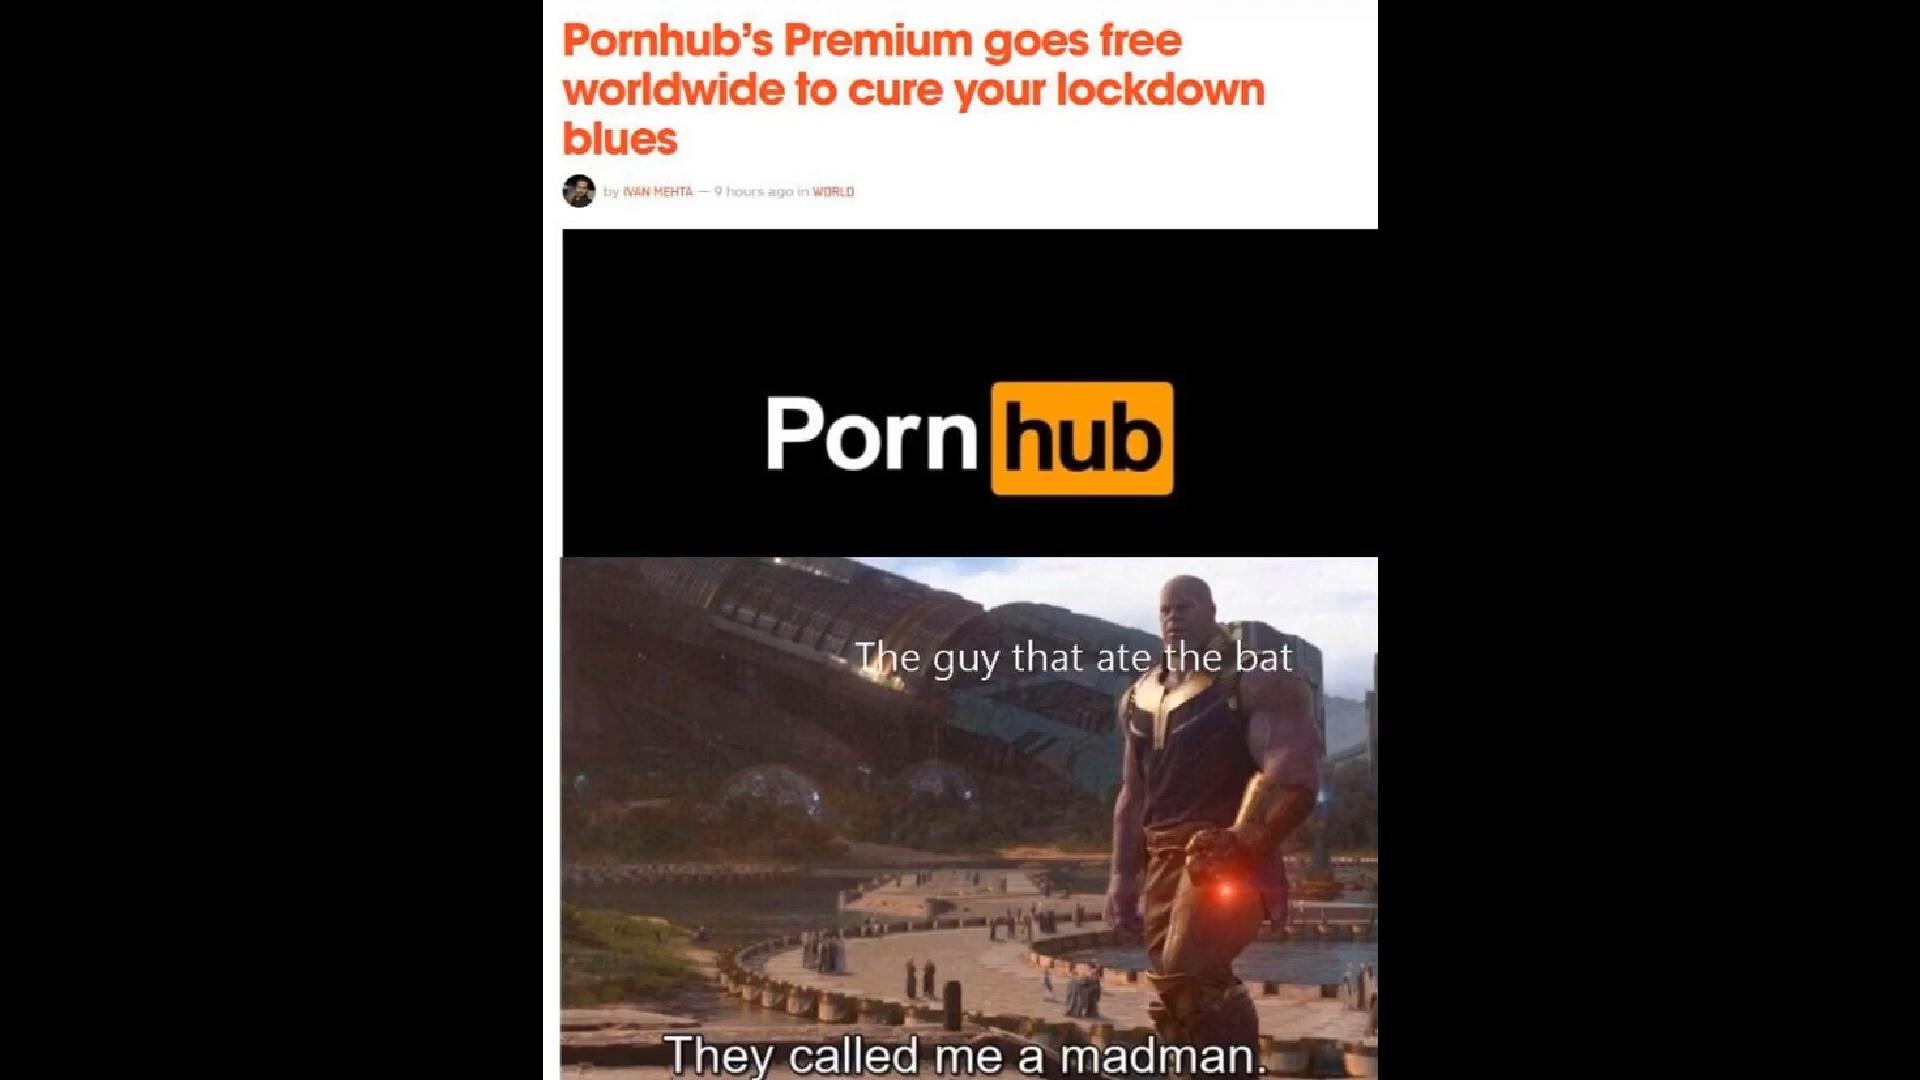 Pornhub’s Premium goes free
worldwide to cure your lockdown
blues
by IVAN MEHTA — 9 hours ago in WORLD
Porn hub
The guy that ate the bat
They called me a madman.